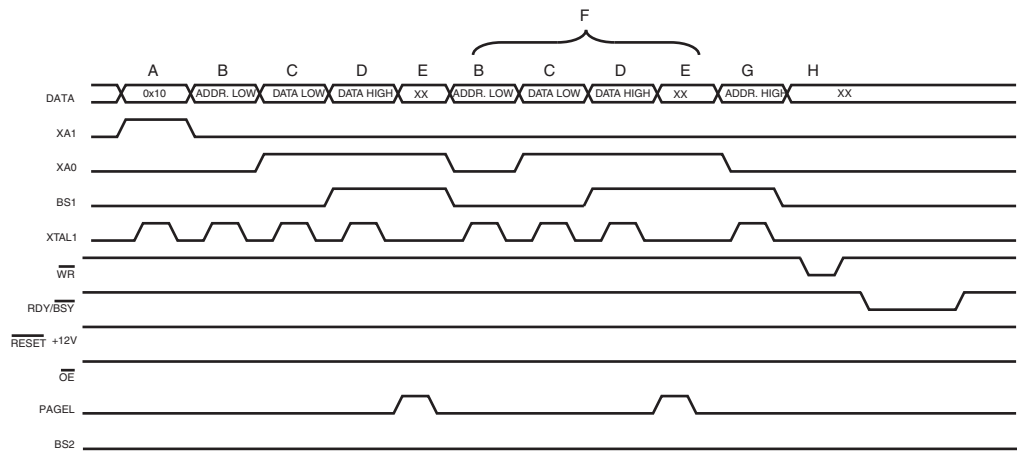 F
A B C D E B C D E G H
DATA 0x10 ADDR. LOW DATA LOW DATA HIGH XX ADDR. LOW DATA LOW DATA HIGH XX ADDR. HIGH XX
XA1
XA0
BS1
XTAL1
WR
RDY/BSY
RESET +12V
OE
PAGEL
BS2